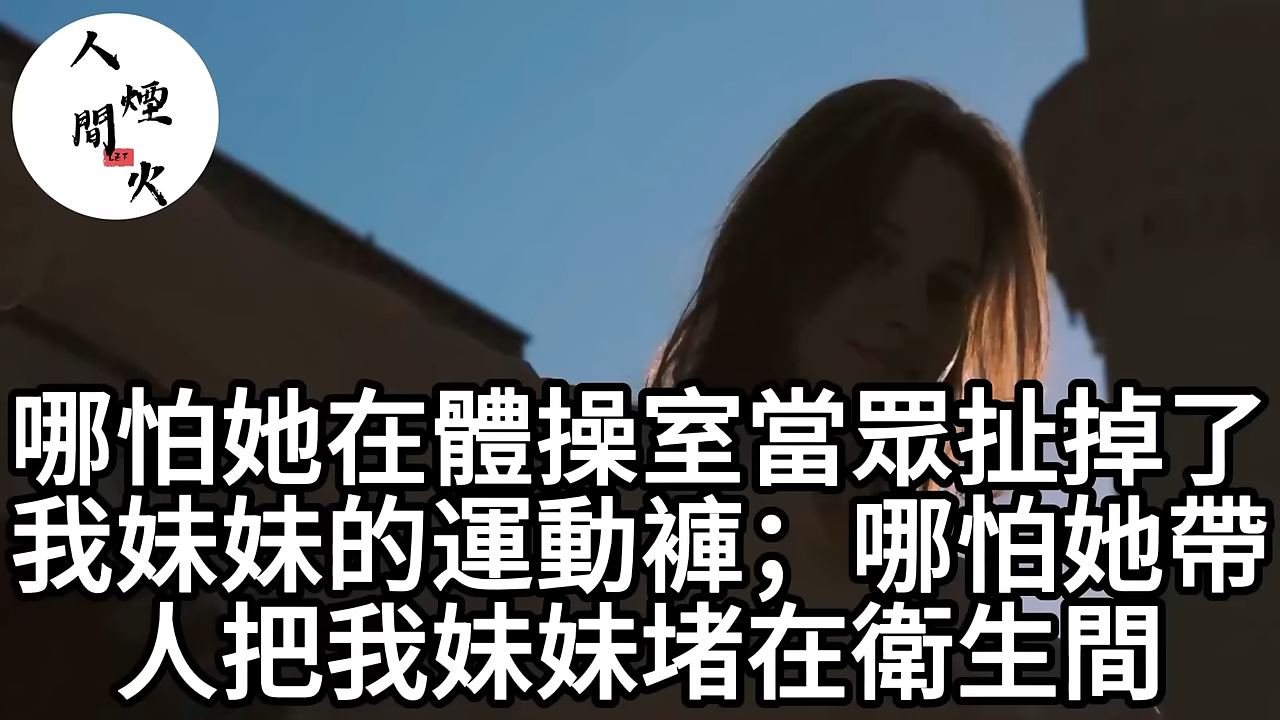 人間煙火
LZT
哪怕她在體操室當眾扯掉了
我妹妹的運動褲；哪怕她帶
人把我妹妹堵在衛生間